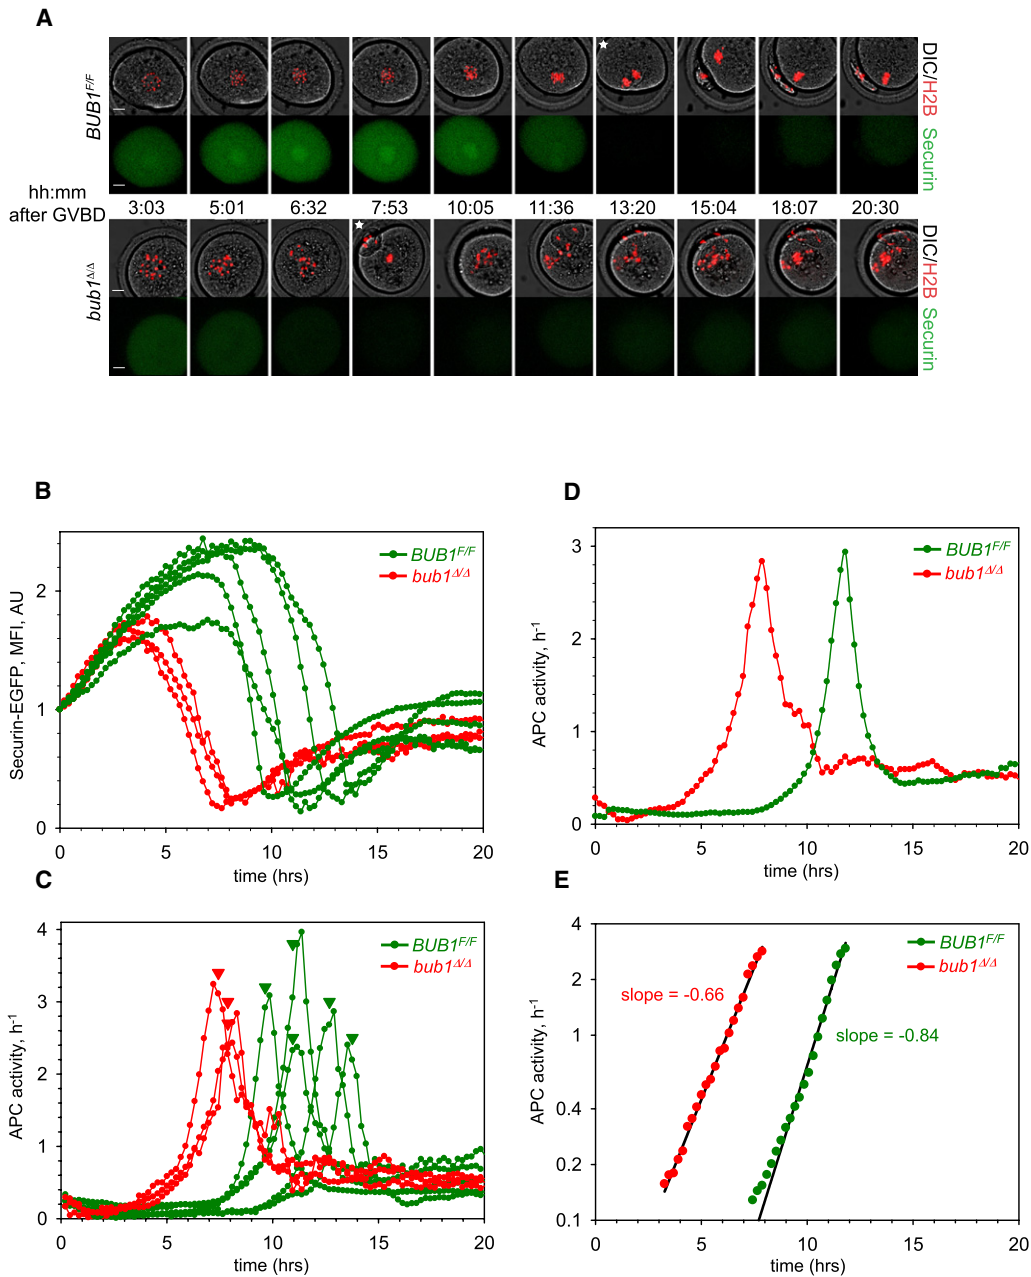 A
BUB1F/F
DIC/H2B
Securin
hh:mm
after GVBD
3:03 5:01 6:32 7:53 10:05 11:36 13:20 15:04 18:07 20:30
bub1Δ/Δ
DIC/H2B
Securin
B
Securin-EGFP, MFI, AU
2
1
0
BUB1F/F
bub1Δ/Δ
0 5 10 15 20
time (hrs)
D
APC activity, h-1
3
2
1
0
BUB1F/F
bub1Δ/Δ
0 5 10 15 20
time (hrs)
C
APC activity, h-1
4
3
2
1
0
BUB1F/F
bub1Δ/Δ
0 5 10 15 20
time (hrs)
E
APC activity, h-1
4
2
1
0.4
0.2
0.1
BUB1F/F
bub1Δ/Δ
slope = -0.66
slope = -0.84
0 5 10 15 20
time (hrs)